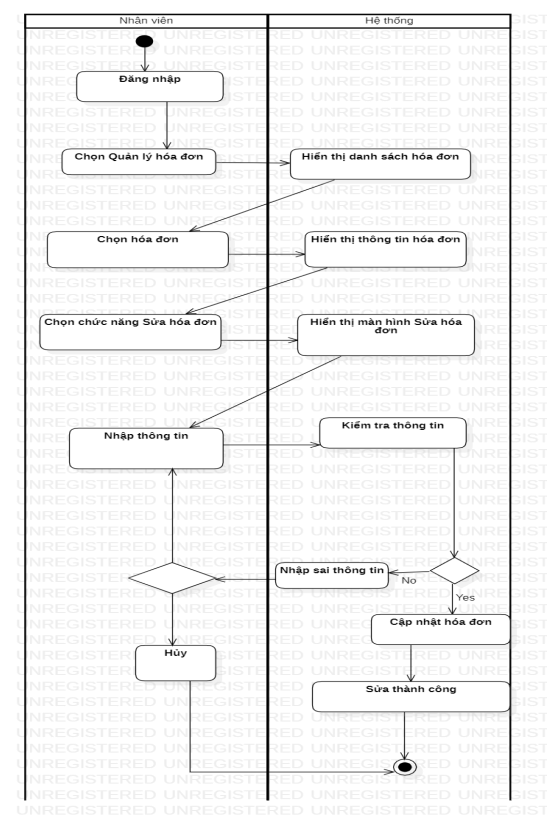 Nhân viên
Hệ thống
Đăng nhập
Chọn Quản lý hóa đơn
Hiển thị danh sách hóa đơn
Chọn hóa đơn
Hiển thị thông tin hóa đơn
Chọn chức năng Sửa hóa đơn
Hiển thị màn hình Sửa hóa
đơn
Nhập thông tin
Kiểm tra thông tin
Nhập sai thông tin
No
Yes
Cập nhật hóa đơn
Hủy
Sửa thành công
UNREGISTERED